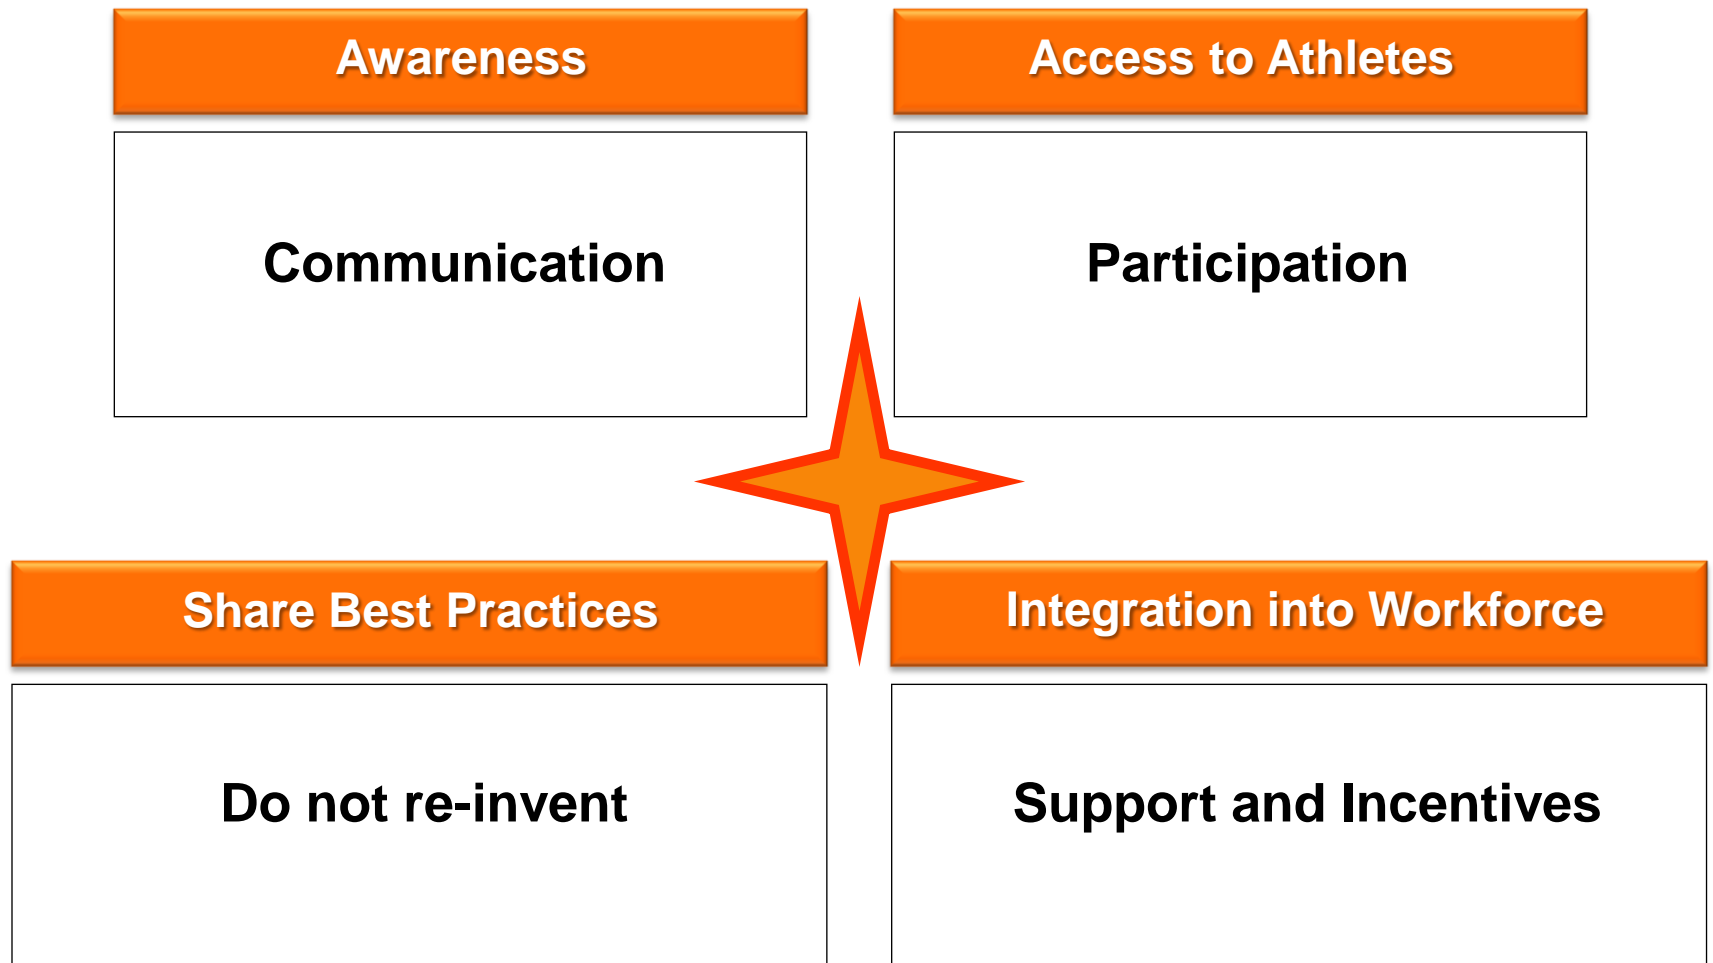 Awareness
Access to Athletes
Communication
Participation
Share Best Practices
Integration into Workforce
Do not re-invent
Support and Incentives